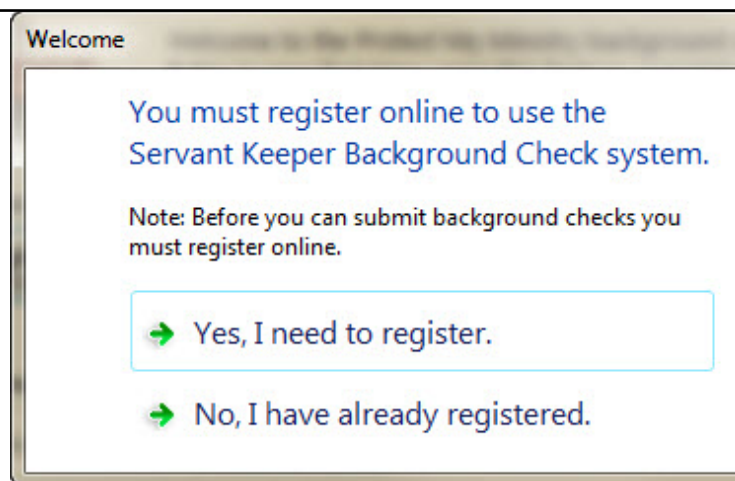 Welcome
You must register online to use the
Servant Keeper Background Check system.
Note: Before you can submit background checks you
must register online.
Yes, I need to register.
No, I have already registered.